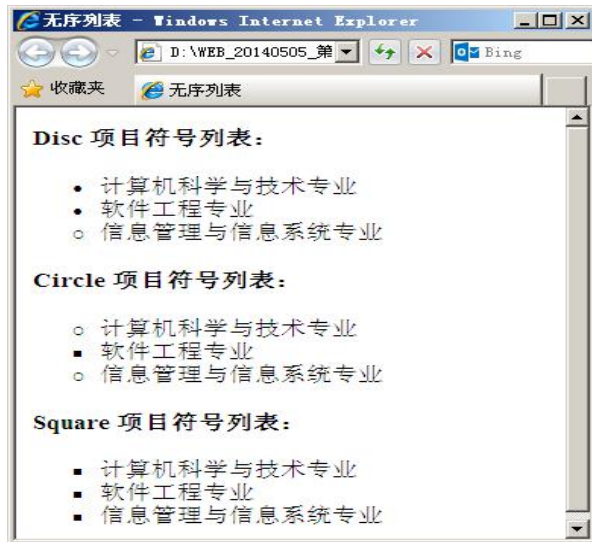 无序列表 - Windows Internet Explorer
D:\WEB_20140505_第
Bing
收藏夹
无序列表
Disc 项目符号列表：
计算机科学与技术专业
软件工程专业
信息管理与信息系统专业
Circle 项目符号列表：
计算机科学与技术专业
软件工程专业
信息管理与信息系统专业
Square 项目符号列表：
计算机科学与技术专业
软件工程专业
信息管理与信息系统专业